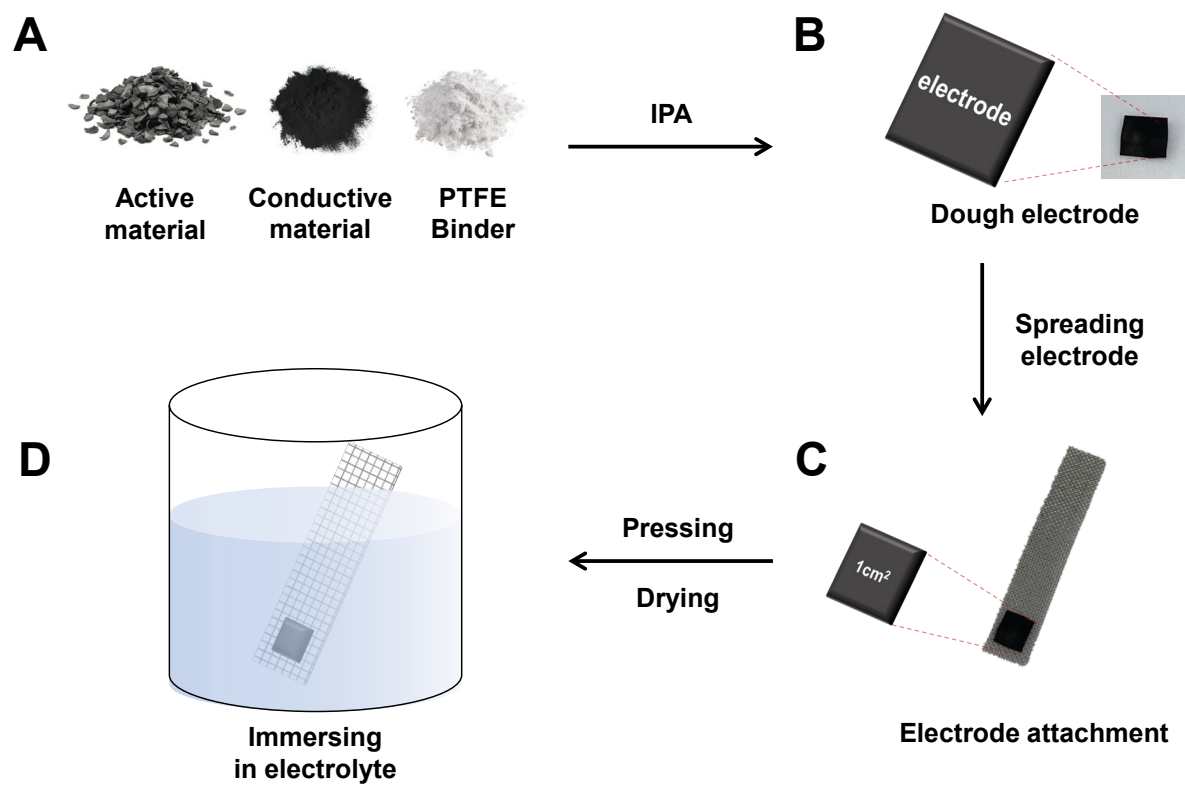 A
Active
material
Conductive
material
PTFE
Binder
IPA
B
electrode
Dough electrode
Spreading
electrode
C
1cm²
Electrode attachment
Pressing
Drying
D
Immersing
in electrolyte